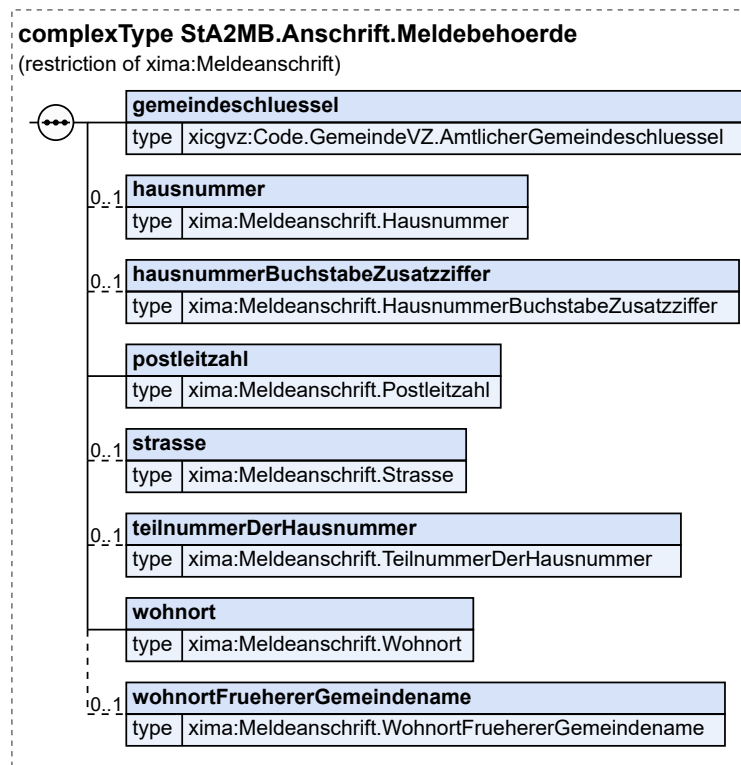 complexType StA2MB.Anschrift.Meldebehoerde
(restriction of xima:Meldeanschrift)
gemeindeschluessel
type xicgvz:Code.GemeindeVZ.AmtlicherGemeindeschluessel
0..1 hausnummer
type xima:Meldeanschrift.Hausnummer
0..1 hausnummerBuchstabeZusatzziffer
type xima:Meldeanschrift.HausnummerBuchstabeZusatzziffer
postleitzahl
type xima:Meldeanschrift.Postleitzahl
0..1 strasse
type xima:Meldeanschrift.Strasse
0..1 teilnummerDerHausnummer
type xima:Meldeanschrift.TeilnummerDerHausnummer
wohnort
type xima:Meldeanschrift.Wohnort
0..1 wohnortFruehererGemeindename
type xima:Meldeanschrift.WohnortFruehererGemeindename